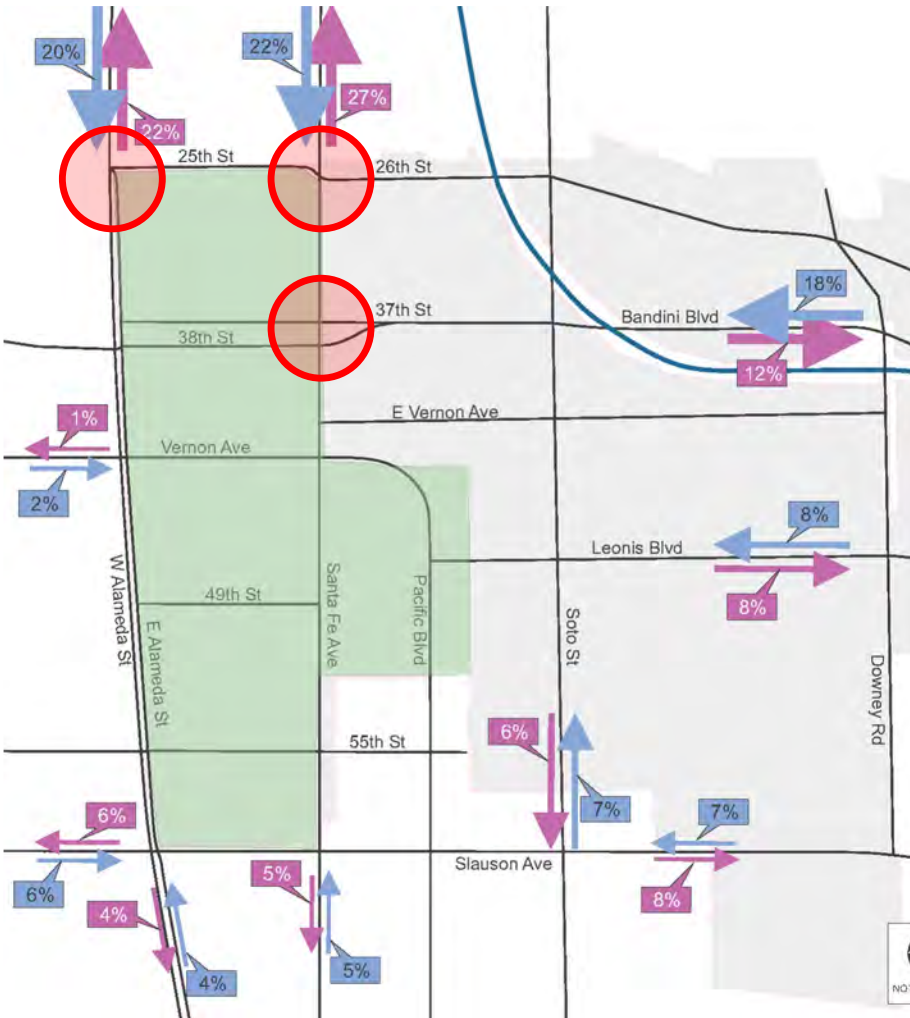 20%
22%
22%
27%
25th St
26th St
18%
37th St
Bandini Blvd
38th St
12%
1%
E Vernon Ave
Vernon Ave
2%
8%
Leonis Blvd
8%
W Alameda St
E Alameda St
49th St
Santa Fe Ave
Pacific Blvd
Soto St
Downey Rd
6%
55th St
7%
6%
7%
Slauson Ave
6%
5%
8%
4%
4%
5%